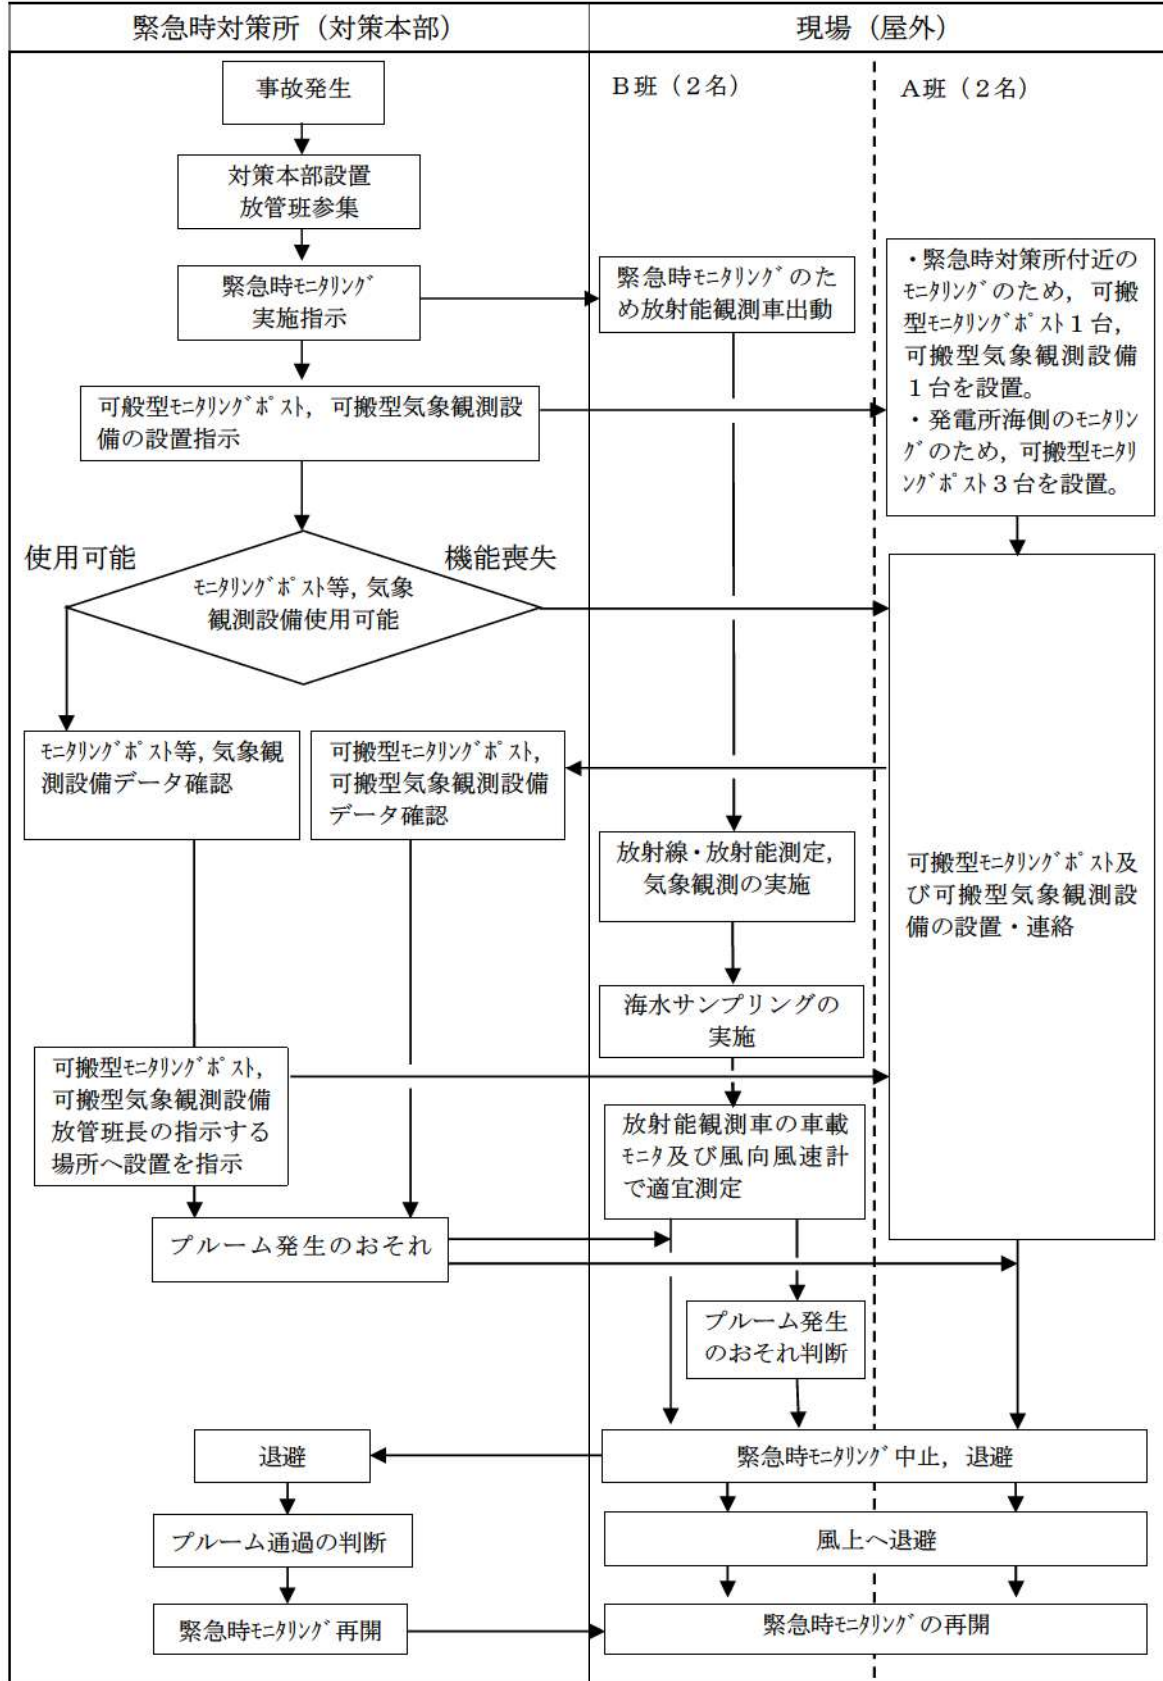 緊急時対策所（対策本部）
現場（屋外）
事故発生
Ｂ班（２名）
Ａ班（２名）
対策本部設置
放管班参集
緊急時ﾓﾆﾀﾘﾝｸﾞ
実施指示
緊急時ﾓﾆﾀﾘﾝｸﾞのた
め放射能観測車出動
・緊急時対策所付近の
ﾓﾆﾀﾘﾝｸﾞのため，可搬
型ﾓﾆﾀﾘﾝｸﾞﾎﾟｽﾄ１台，
可搬型気象観測設備
１台を設置。
・発電所海側のﾓﾆﾀﾘﾝ
ｸﾞのため，可搬型ﾓﾆﾀﾘ
ﾝｸﾞﾎﾟｽﾄ３台を設置。
可般型ﾓﾆﾀﾘﾝｸﾞﾎﾟｽﾄ，可搬型気象観測設
備の設置指示
使用可能
機能喪失
ﾓﾆﾀﾘﾝｸﾞﾎﾟｽﾄ等，気象
観測設備使用可能
ﾓﾆﾀﾘﾝｸﾞﾎﾟｽﾄ等，気象観
測設備データ確認
可搬型ﾓﾆﾀﾘﾝｸﾞﾎﾟｽﾄ，
可搬型気象観測設備
データ確認
放射線・放射能測定，
気象観測の実施
可搬型ﾓﾆﾀﾘﾝｸﾞﾎﾟｽﾄ及
び可搬型気象観測設
備の設置・連絡
海水サンプリングの
実施
可搬型ﾓﾆﾀﾘﾝｸﾞﾎﾟｽﾄ，
可搬型気象観測設備
放管班長の指示する
場所へ設置を指示
放射能観測車の車載
ﾓﾆﾀ及び風向風速計
で適宜測定
プルーム発生のおそれ
プルーム発生
のおそれ判断
退避
緊急時ﾓﾆﾀﾘﾝｸﾞ中止，退避
プルーム通過の判断
風上へ退避
緊急時ﾓﾆﾀﾘﾝｸﾞ再開
緊急時ﾓﾆﾀﾘﾝｸﾞの再開